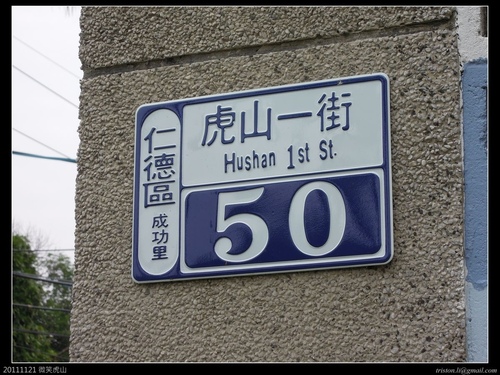 仁德區 成功里
虎山一街
Hushan 1st St.
50
20111121 微笑虎山
triston.li@gmail.com